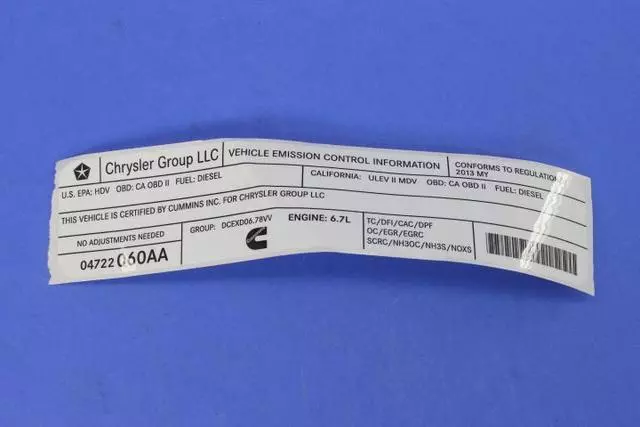 Chrysler Group LLC
VEHICLE EMISSION CONTROL INFORMATION
CONFORMS TO REGULATIONS
2013 MY
U.S. EPA: HDV OBD: CA OBD II FUEL: DIESEL
CALIFORNIA: ULEV II MDV OBD: CA OBD II FUEL: DIESEL
THIS VEHICLE IS CERTIFIED BY CUMMINS INC. FOR CHRYSLER GROUP LLC
NO ADJUSTMENTS NEEDED
04722060AA
GROUP: DCEXD06.78VV
ENGINE: 6.7L
TC/DFI/CAC/DPF
OC/EGR/EGRC
SCRC/NH3OC/NH3S/NOXS